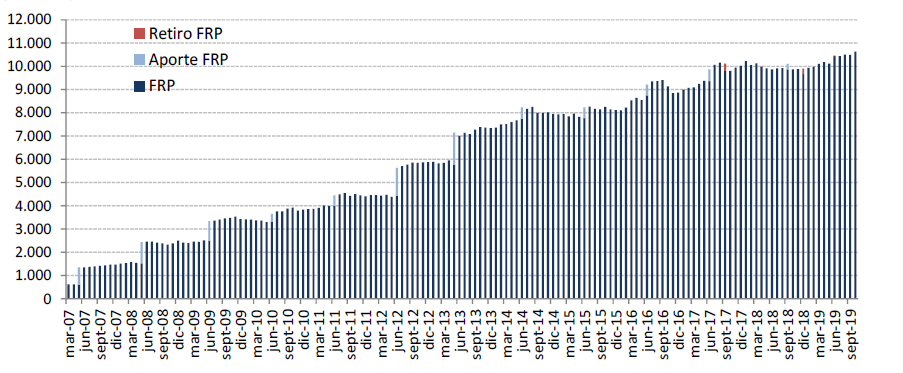 12.000
11.000
10.000
9.000
8.000
7.000
6.000
5.000
4.000
3.000
2.000
1.000
0
Retiro FRP
Aporte FRP
FRP
mar-07
jun-07
sept-07
dic-07
mar-08
jun-08
sept-08
dic-08
mar-09
jun-09
sept-09
dic-09
mar-10
jun-10
sept-10
dic-10
mar-11
jun-11
sept-11
dic-11
mar-12
jun-12
sept-12
dic-12
mar-13
jun-13
sept-13
dic-13
mar-14
jun-14
sept-14
dic-14
mar-15
jun-15
sept-15
dic-15
mar-16
jun-16
sept-16
dic-16
mar-17
jun-17
sept-17
dic-17
mar-18
jun-18
sept-18
dic-18
mar-19
jun-19
sept-19